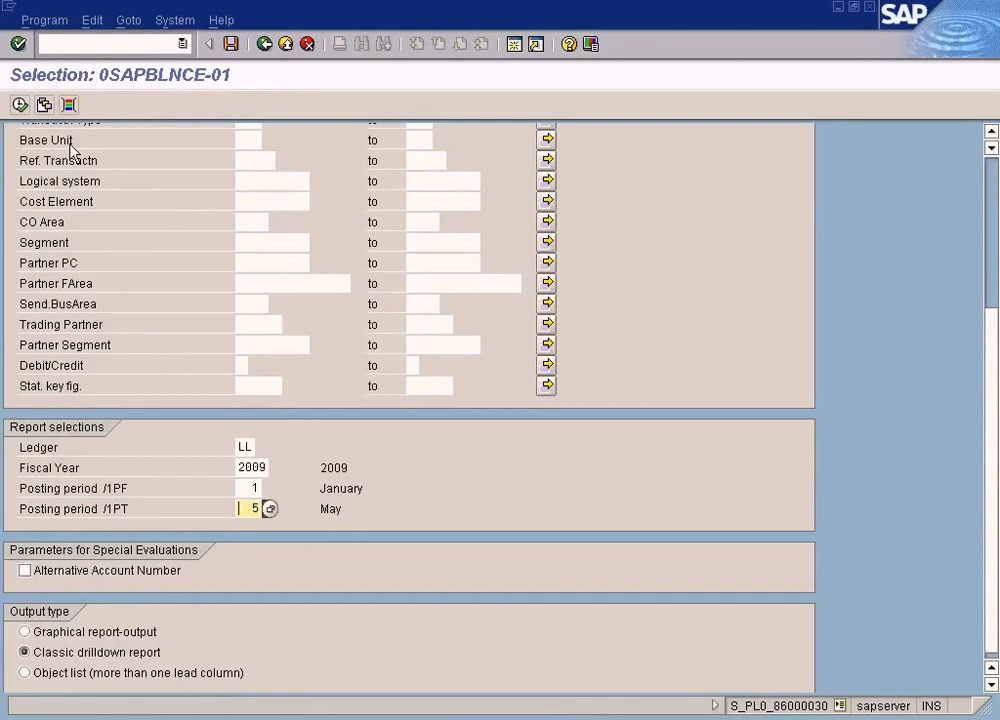 Program Edit Goto System Help
SAP
Selection: 0SAPBLNCE-01
Base Unit to
Ref. Transactn to
Logical system to
Cost Element to
CO Area to
Segment to
Partner PC to
Partner FArea to
Send.BusArea to
Trading Partner to
Partner Segment to
Debit/Credit to
Stat. key fig. to
Report selections
Ledger LL
Fiscal Year 2009 2009
Posting period /1PF 1 January
Posting period /1PT 5 May
Parameters for Special Evaluations
Alternative Account Number
Output type
Graphical report-output
Classic drilldown report
Object list (more than one lead column)
S_PL0_86000030 sapserver INS